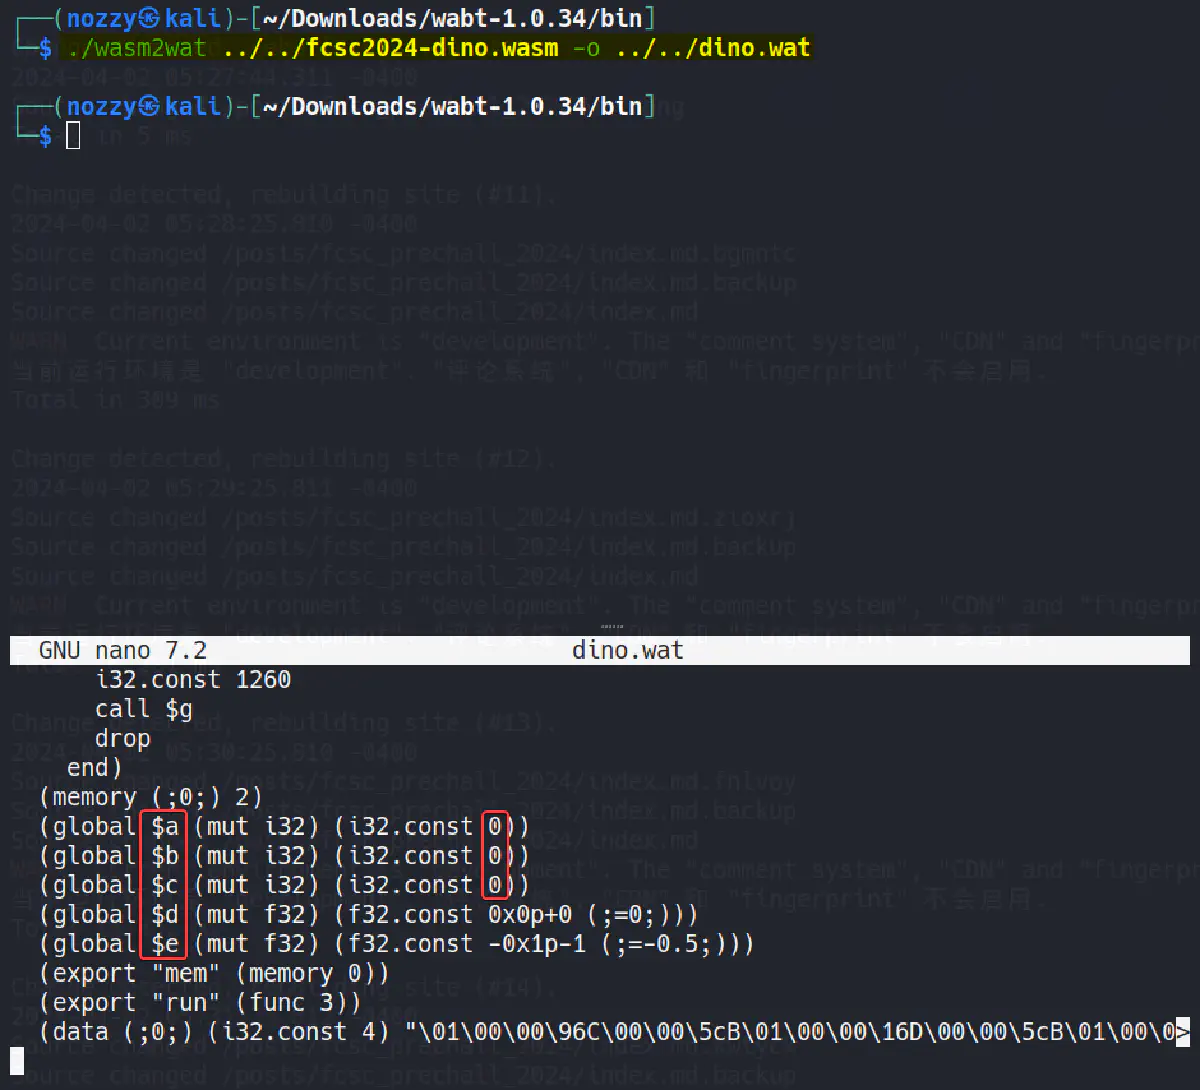 ┌──(nozzy㉿kali)-[~/Downloads/wabt-1.0.34/bin]
└─$ ./wasm2wat ../../fcsc2024-dino.wasm -o ../../dino.wat
2024-04-02 05:27:44.311 -0400
┌──(nozzy㉿kali)-[~/Downloads/wabt-1.0.34/bin]
└─$
in 5 ms
Change detected, rebuilding site (#11).
2024-04-02 05:28:25.810 -0400
Source changed /posts/fcsc_prechall_2024/index.md.bgmntc
Source changed /posts/fcsc_prechall_2024/index.md.backup
Source changed /posts/fcsc_prechall_2024/index.md
WARN  Current environment is "development". The "comment system", "CDN" and "fingerpr
当前运行环境是 "development". "评论系统", "CDN" 和 "fingerprint" 不会启用.
Total in 309 ms
Change detected, rebuilding site (#12).
2024-04-02 05:29:25.811 -0400
Source changed /posts/fcsc_prechall_2024/index.md.zioxrj
Source changed /posts/fcsc_prechall_2024/index.md.backup
Source changed /posts/fcsc_prechall_2024/index.md
WARN  Current environment is "development". The "comment system", "CDN" and "fingerpr
GNU nano 7.2 dino.wat
i32.const 1260
call $g
drop
end)
(memory (;0;) 2)
(global $a (mut i32) (i32.const 0))
(global $b (mut i32) (i32.const 0))
(global $c (mut i32) (i32.const 0))
(global $d (mut f32) (f32.const 0x0p+0 (;=0;)))
(global $e (mut f32) (f32.const -0x1p-1 (;=-0.5;)))
(export "mem" (memory 0))
(export "run" (func 3))
(data (;0;) (i32.const 4) "\01\00\00\96C\00\00\5cB\01\00\00\16D\00\00\5cB\01\00\0>